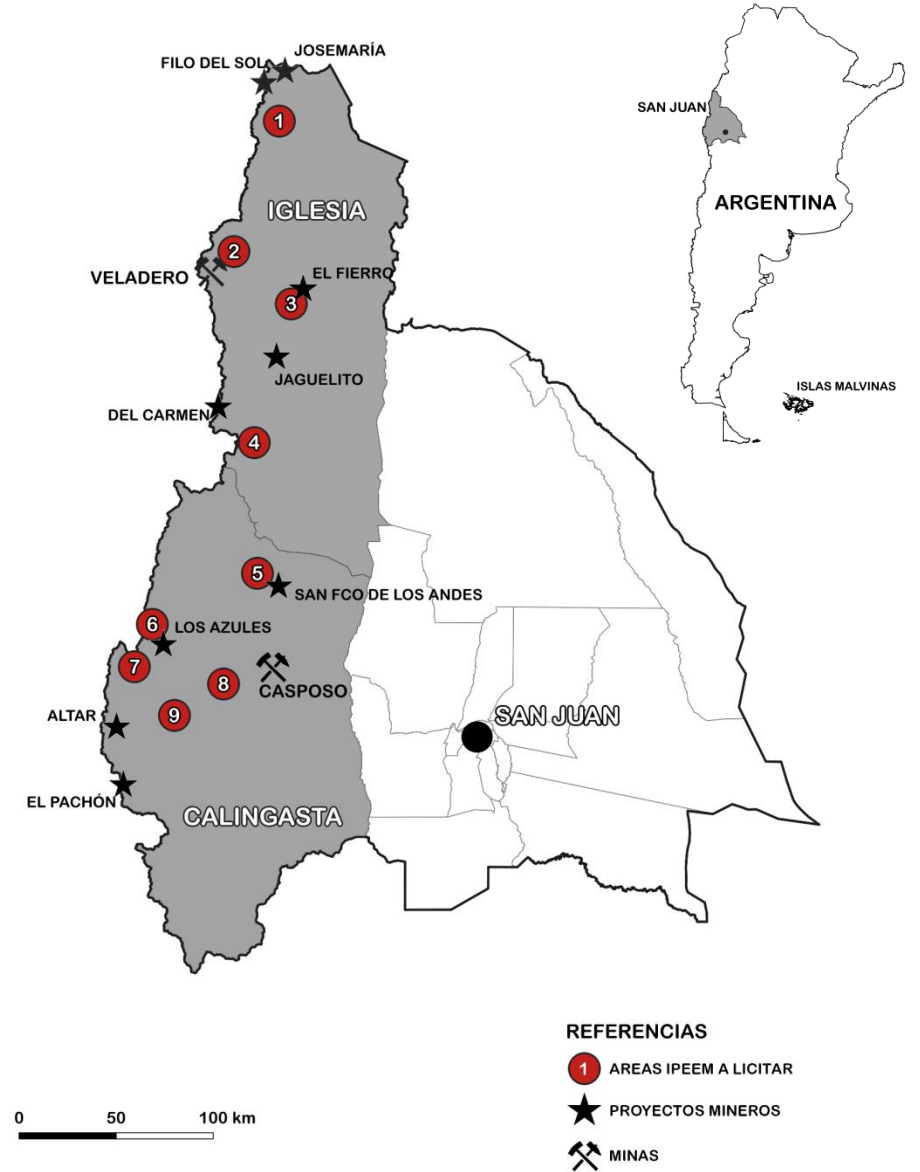 JOSEMARÍA
FILO DEL SOL
1
IGLESIA
2
VELADERO
EL FIERRO
3
JAGUELITO
DEL CARMEN
4
5
SAN FCO DE LOS ANDES
6
LOS AZULES
7
8
CASPOSO
9
ALTAR
SAN JUAN
EL PACHÓN
CALINGASTA
SAN JUAN
ARGENTINA
ISLAS MALVINAS
REFERENCIAS
1 AREAS IPEEM A LICITAR
PROYECTOS MINEROS
MINAS
0 50 100 km